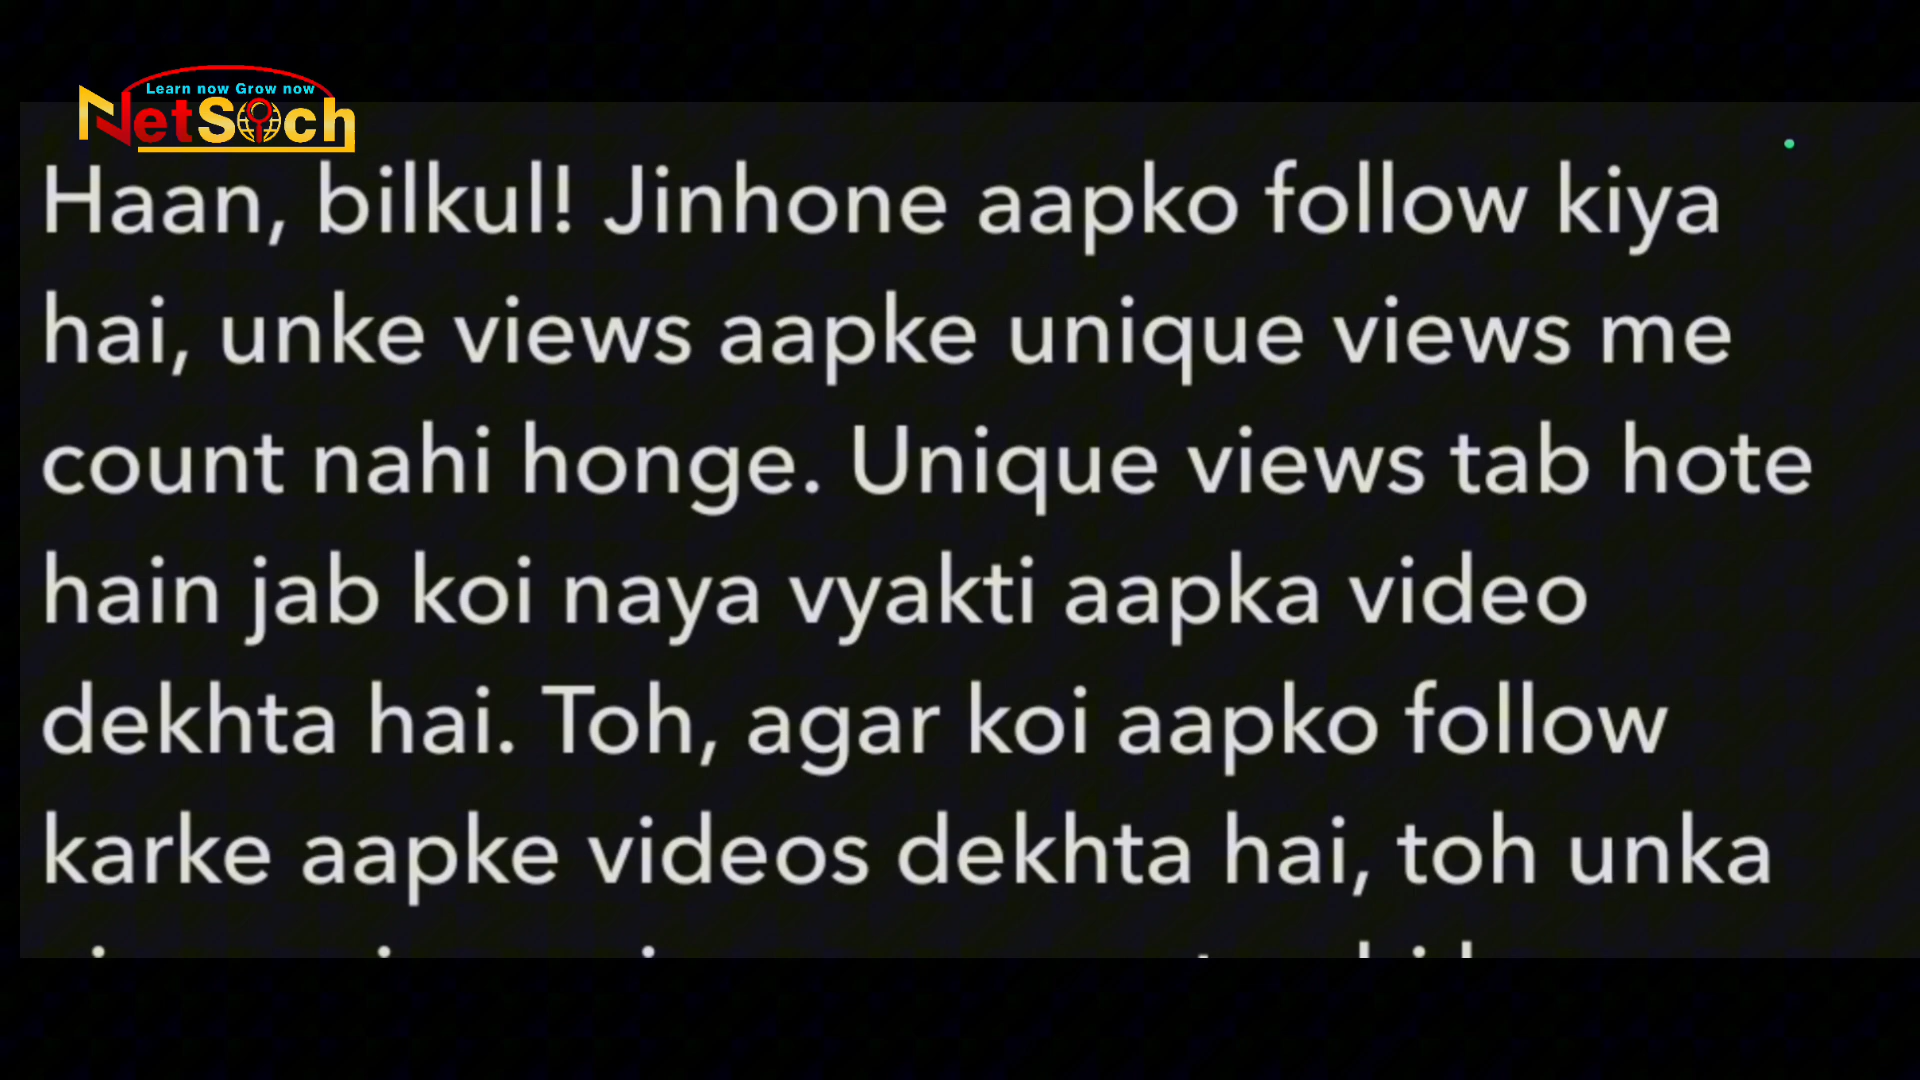 Learn now Grow now
NetSoch
Haan, bilkul! Jinhone aapko follow kiya
hai, unke views aapke unique views me
count nahi honge. Unique views tab hote
hain jab koi naya vyakti aapka video
dekhta hai. Toh, agar koi aapko follow
karke aapke videos dekhta hai, toh unka